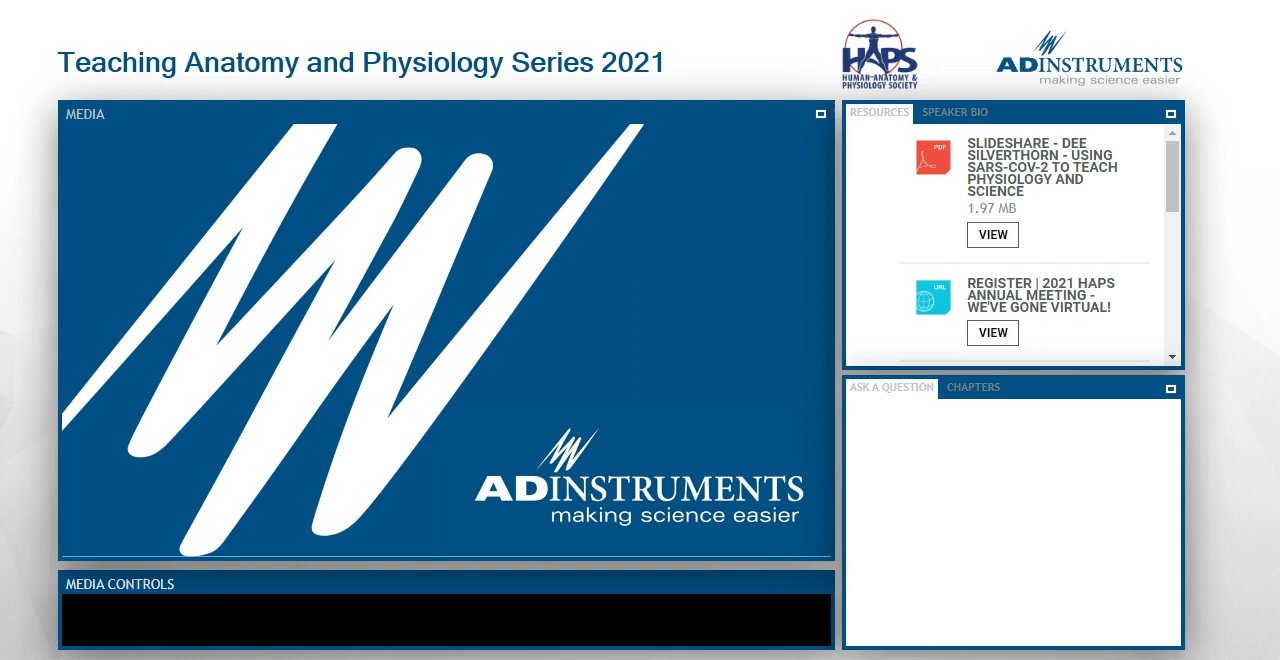 Teaching Anatomy and Physiology Series 2021
HAPS
HUMAN ANATOMY &
PHYSIOLOGY SOCIETY
ADINSTRUMENTS
making science easier
MEDIA
ADINSTRUMENTS
making science easier
MEDIA CONTROLS
RESOURCES
SPEAKER BIO
PDF
SLIDESHARE - DEE
SILVERTHORN - USING
SARS-COV-2 TO TEACH
PHYSIOLOGY AND
SCIENCE
1.97 MB
VIEW
URL
REGISTER | 2021 HAPS
ANNUAL MEETING -
WE'VE GONE VIRTUAL!
VIEW
ASK A QUESTION
CHAPTERS